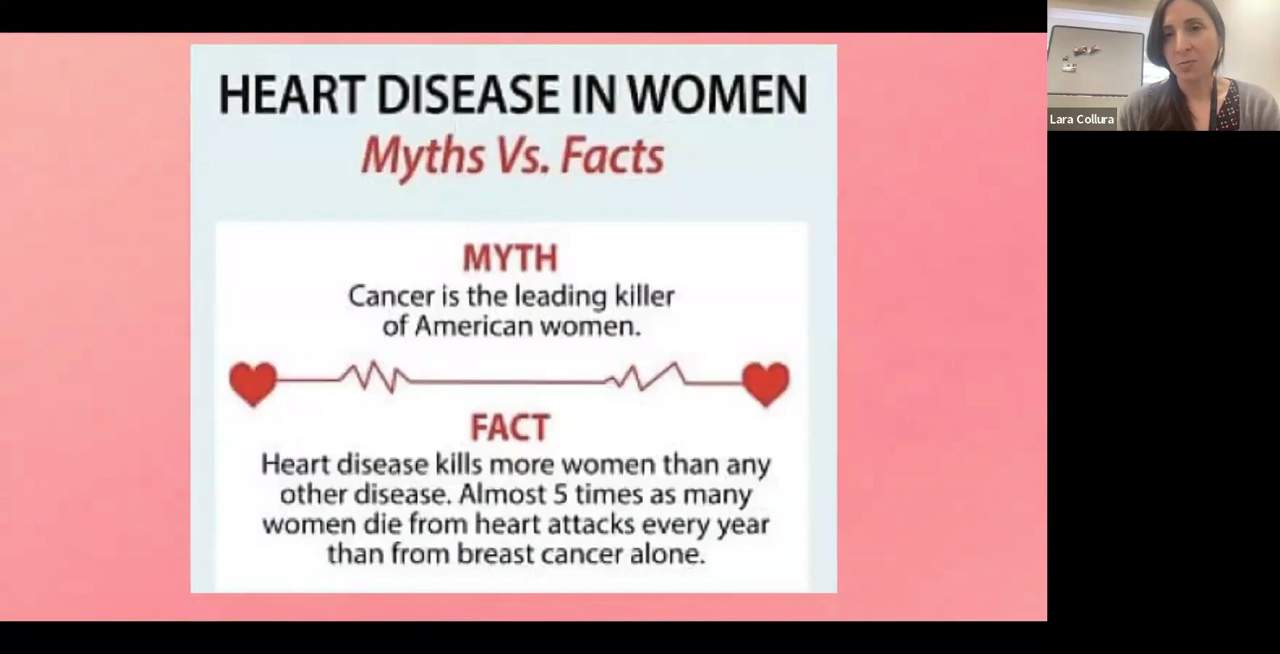 HEART DISEASE IN WOMEN
Myths Vs. Facts
MYTH
Cancer is the leading killer
of American women.
FACT
Heart disease kills more women than any
other disease. Almost 5 times as many
women die from heart attacks every year
than from breast cancer alone.
Lara Collura